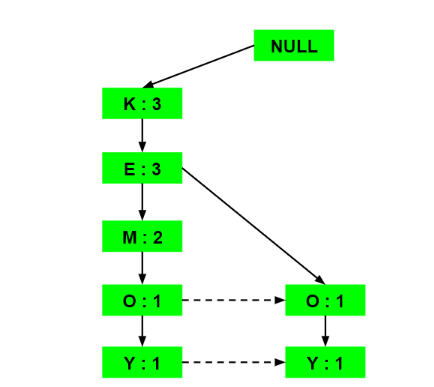 NULL
K : 3
E : 3
M : 2
O : 1
O : 1
Y : 1
Y : 1